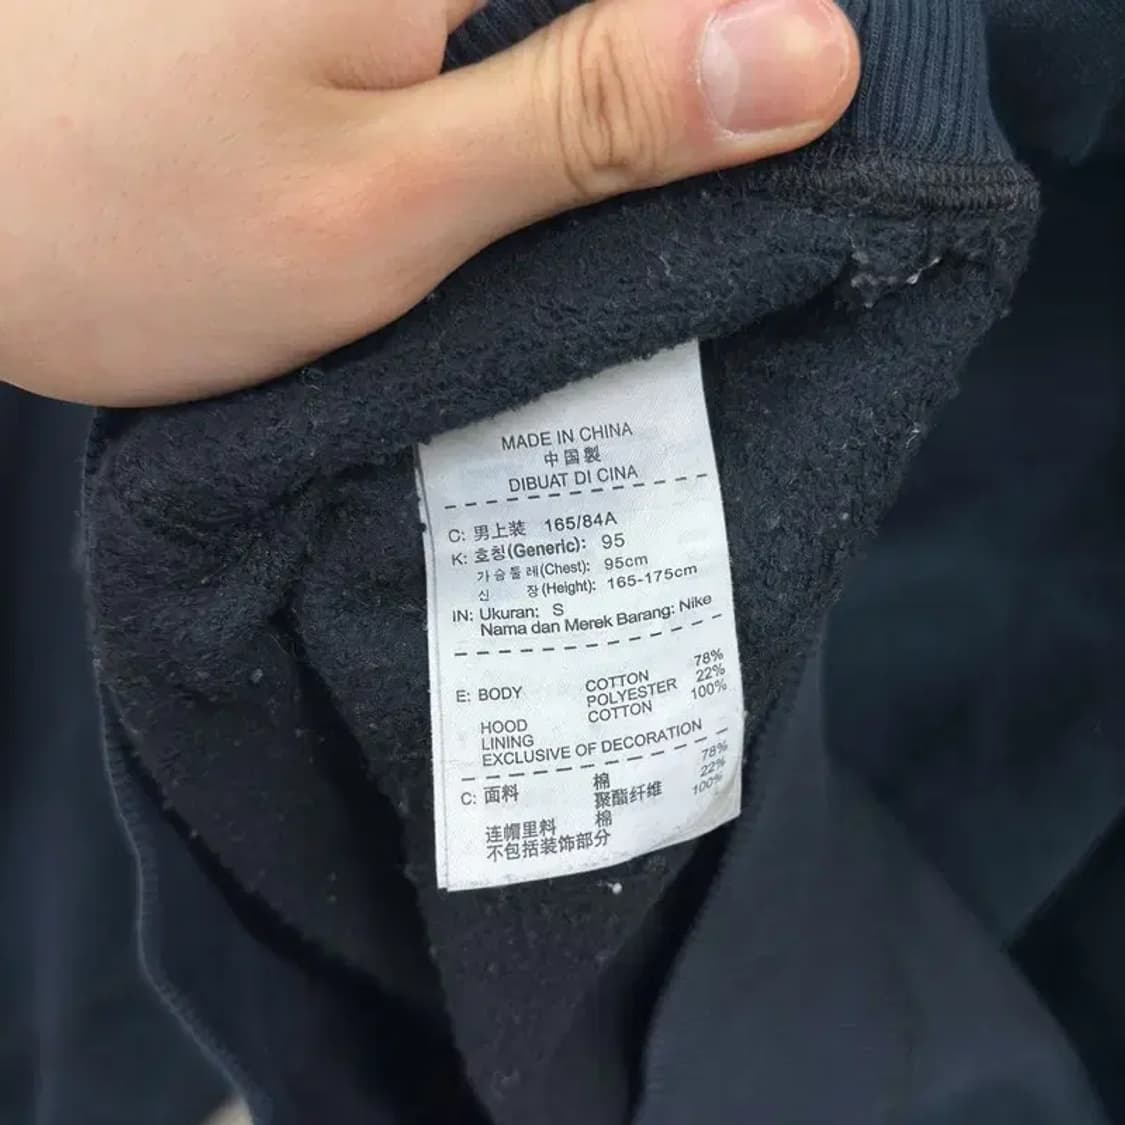 MADE IN CHINA
中国製
DIBUAT DI CINA
C: 男上装 165/84A
K: 호칭(Generic): 95
가슴둘레(Chest): 95cm
신 장(Height): 165-175cm
IN: Ukuran: S
Nama dan Merek Barang: Nike
E: BODY COTTON 78%
POLYESTER 22%
HOOD COTTON 100%
LINING
EXCLUSIVE OF DECORATION
C: 面料 棉 78%
聚酯纤维 22%
连帽里料 棉 100%
不包括装饰部分